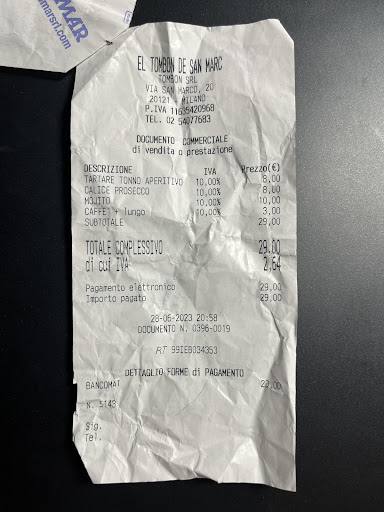 MAR
marsrl.com
EL TOMBON DE SAN MARC
TOMBON SRL
VIA SAN MARCO, 20
20121 - MILANO
P.IVA 11635420968
TEL. 02 54077683
DOCUMENTO COMMERCIALE
di vendita o prestazione
DESCRIZIONE IVA Prezzo(€)
TARTARE TONNO APERITIVO 10,00% 8,00
CALICE PROSECCO 10,00% 8,00
MOJITO 10,00% 10,00
CAFFE'+ lungo 10,00% 3,00
SUBTOTALE 29,00
TOTALE COMPLESSIVO 29,00
di cui IVA 2,64
Pagamento elettronico 29,00
Importo pagato 29,00
28-06-2023 20:58
DOCUMENTO N. 0396-0019
RT 99IEB034353
DETTAGLIO FORME di PAGAMENTO
BANCOMAT 29,00
N. 5143
Sig.
Tel.